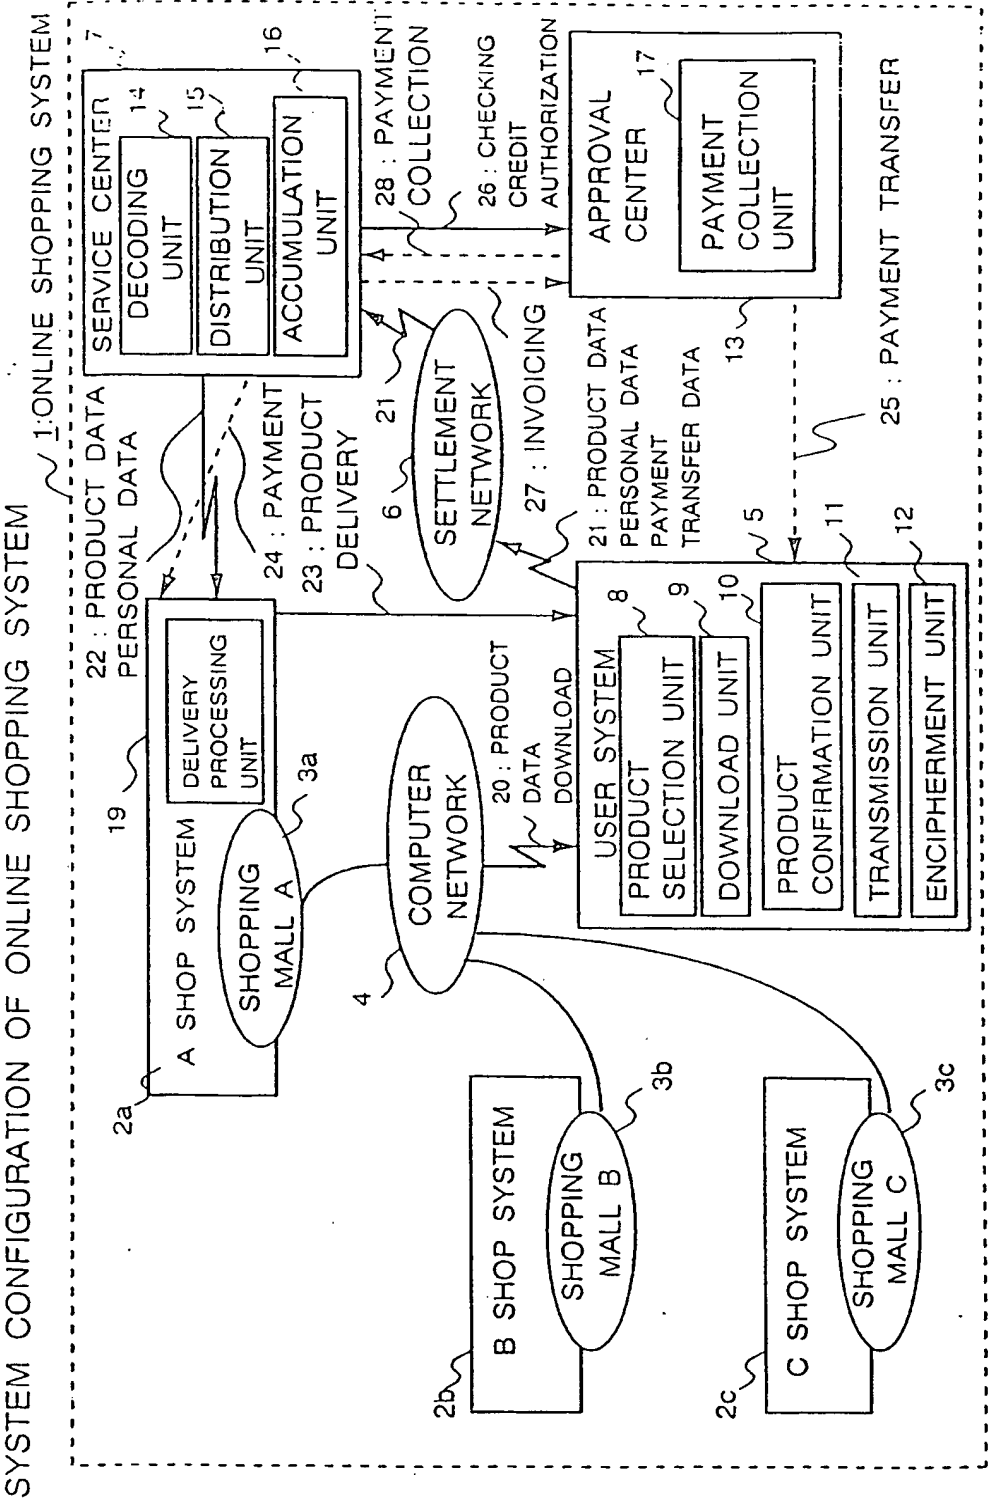 SYSTEM CONFIGURATION OF ONLINE SHOPPING SYSTEM
1:ONLINE SHOPPING SYSTEM
2a
A SHOP SYSTEM
SHOPPING
MALL A
3a
19
DELIVERY
PROCESSING
UNIT
22 : PRODUCT DATA
PERSONAL DATA
24 : PAYMENT
23 : PRODUCT
DELIVERY
7
SERVICE CENTER
DECODING
UNIT
14
DISTRIBUTION
UNIT
15
ACCUMULATION
UNIT
16
28 : PAYMENT
COLLECTION
26 : CHECKING
CREDIT
AUTHORIZATION
21
6
SETTLEMENT
NETWORK
27 : INVOICING
4
COMPUTER
NETWORK
20 : PRODUCT
DATA
DOWNLOAD
21 : PRODUCT DATA
PERSONAL DATA
PAYMENT
TRANSFER DATA
13
APPROVAL
CENTER
17
PAYMENT
COLLECTION
UNIT
25 : PAYMENT TRANSFER
2b
B SHOP SYSTEM
SHOPPING
MALL B
3b
USER SYSTEM
5
PRODUCT
SELECTION UNIT
8
DOWNLOAD UNIT
9
PRODUCT
CONFIRMATION UNIT
10
TRANSMISSION UNIT
11
ENCIPHERMENT UNIT
12
2c
C SHOP SYSTEM
SHOPPING
MALL C
3c